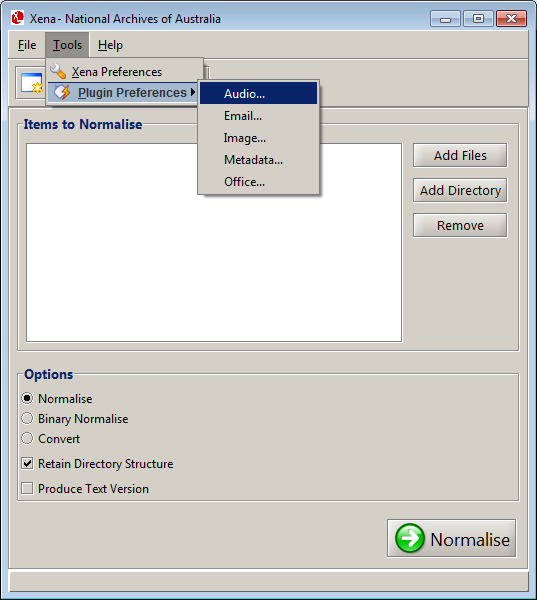 Xena - National Archives of Australia
File Tools Help
Xena Preferences
Plugin Preferences
Audio...
Email...
Image...
Metadata...
Office...
Items to Normalise
Add Files
Add Directory
Remove
Options
Normalise
Binary Normalise
Convert
Retain Directory Structure
Produce Text Version
Normalise